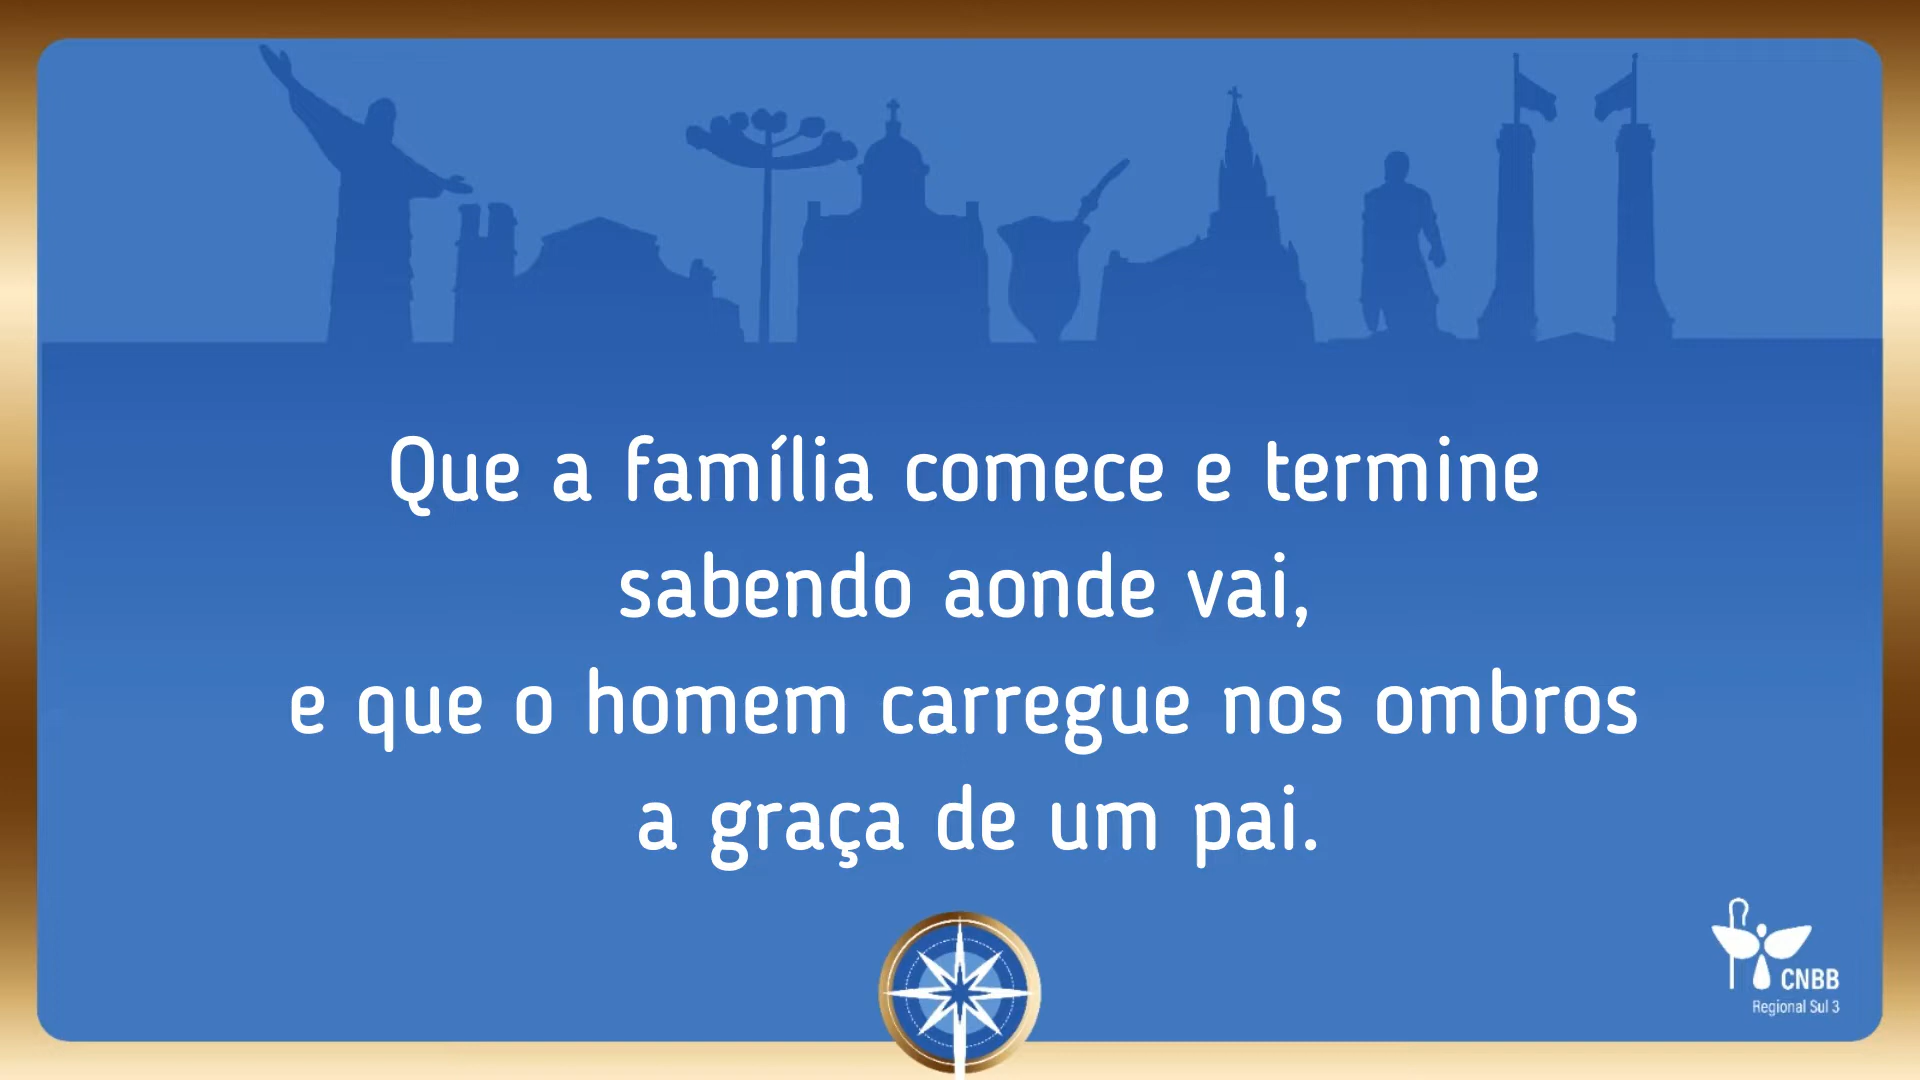 Que a família comece e termine
sabendo aonde vai,
e que o homem carregue nos ombros
a graça de um pai.
CNBB
Regional Sul 3